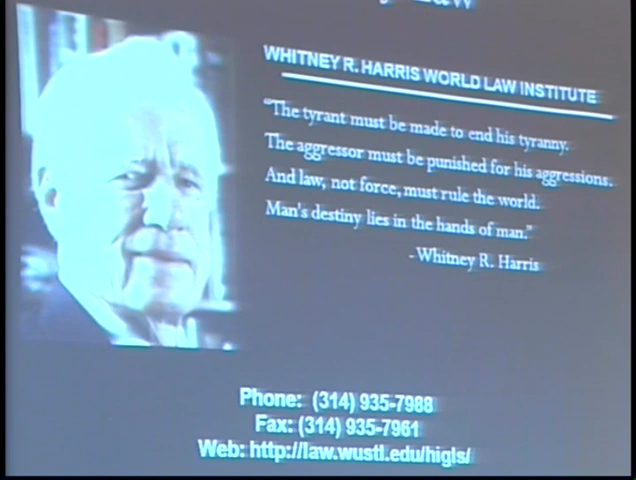 Law
WHITNEY R. HARRIS WORLD LAW INSTITUTE
“The tyrant must be made to end his tyranny.
The aggressor must be punished for his aggressions.
And law, not force, must rule the world.
Man's destiny lies in the hands of man.”
-Whitney R. Harris
Phone: (314) 935-7988
Fax: (314) 935-7961
Web: http://law.wustl.edu/higls/